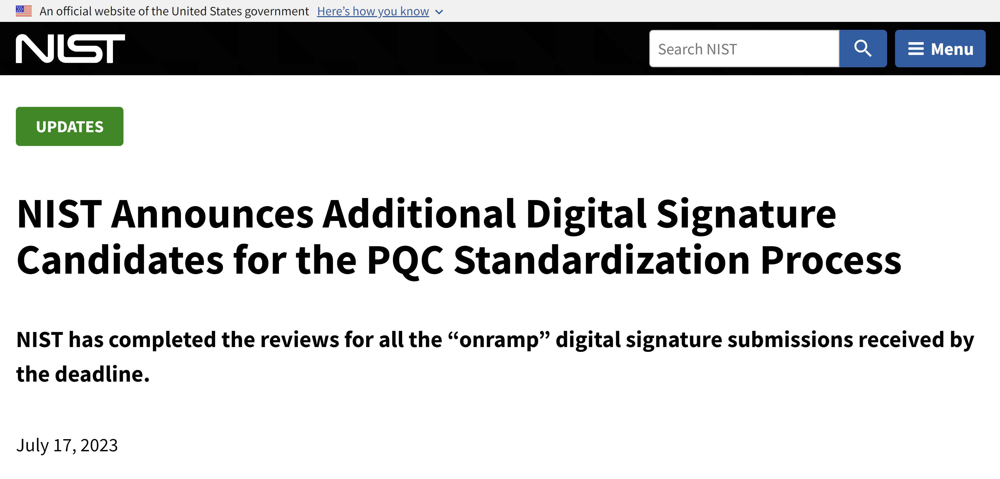 An official website of the United States government Here’s how you know
NIST
Search NIST
Menu
UPDATES
NIST Announces Additional Digital Signature
Candidates for the PQC Standardization Process
NIST has completed the reviews for all the “onramp” digital signature submissions received by
the deadline.
July 17, 2023